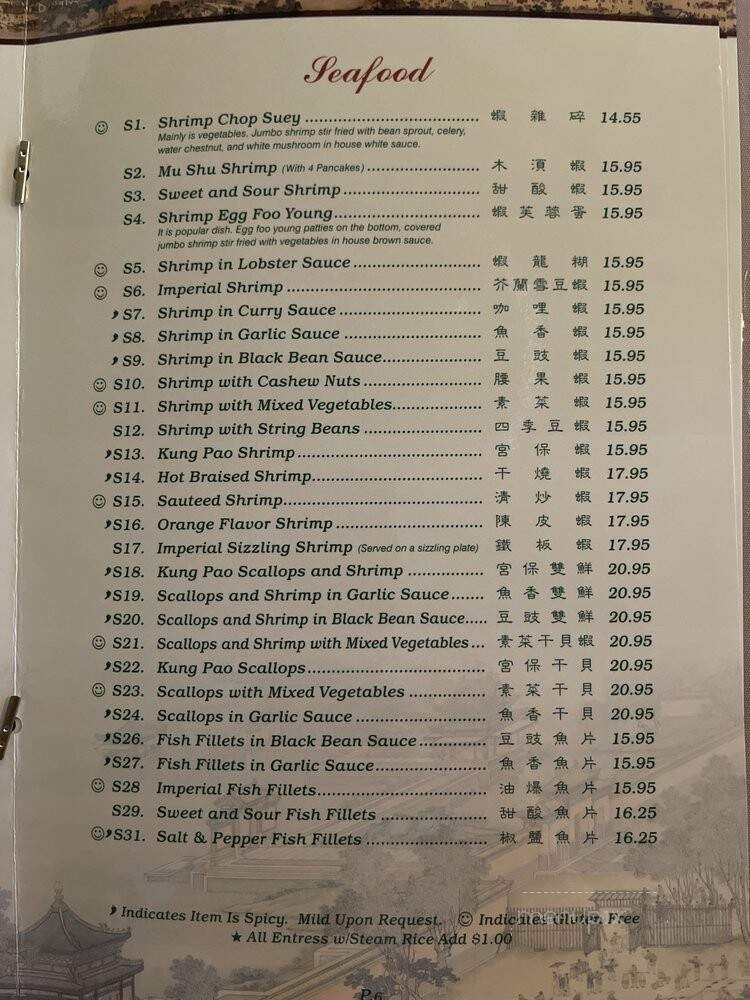 Seafood
☺ S1. Shrimp Chop Suey ........ 蝦 雜 碎 14.55
Mainly is vegetables. Jumbo shrimp stir fried with bean sprout, celery,
water chestnut, and white mushroom in house white sauce.
S2. Mu Shu Shrimp (With 4 Pancakes) ........ 木 須 蝦 15.95
S3. Sweet and Sour Shrimp ........ 甜 酸 蝦 15.95
S4. Shrimp Egg Foo Young ........ 蝦 芙 蓉 蛋 15.95
It is popular dish. Egg foo young patties on the bottom, covered
jumbo shrimp stir fried with vegetables in house brown sauce.
☺ S5. Shrimp in Lobster Sauce ........ 蝦 龍 糊 15.95
☺ S6. Imperial Shrimp ........ 芥 蘭 雪 豆 蝦 15.95
S7. Shrimp in Curry Sauce ........ 咖 哩 蝦 15.95
S8. Shrimp in Garlic Sauce ........ 魚 香 蝦 15.95
S9. Shrimp in Black Bean Sauce ........ 豆 豉 蝦 15.95
☺ S10. Shrimp with Cashew Nuts ........ 腰 果 蝦 15.95
☺ S11. Shrimp with Mixed Vegetables ........ 素 菜 蝦 15.95
S12. Shrimp with String Beans ........ 四 季 豆 蝦 15.95
S13. Kung Pao Shrimp ........ 宮 保 蝦 15.95
S14. Hot Braised Shrimp ........ 干 燒 蝦 17.95
☺ S15. Sauteed Shrimp ........ 清 炒 蝦 17.95
S16. Orange Flavor Shrimp ........ 陳 皮 蝦 17.95
S17. Imperial Sizzling Shrimp (Served on a sizzling plate) 鐵 板 蝦 17.95
S18. Kung Pao Scallops and Shrimp ........ 宮 保 雙 鮮 20.95
S19. Scallops and Shrimp in Garlic Sauce ........ 魚 香 雙 鮮 20.95
S20. Scallops and Shrimp in Black Bean Sauce ..... 豆 豉 雙 鮮 20.95
☺ S21. Scallops and Shrimp with Mixed Vegetables ... 素 菜 干 貝 蝦 20.95
S22. Kung Pao Scallops ........ 宮 保 干 貝 20.95
☺ S23. Scallops with Mixed Vegetables ........ 素 菜 干 貝 20.95
S24. Scallops in Garlic Sauce ........ 魚 香 干 貝 20.95
S26. Fish Fillets in Black Bean Sauce ........ 豆 豉 魚 片 15.95
S27. Fish Fillets in Garlic Sauce ........ 魚 香 魚 片 15.95
☺ S28 Imperial Fish Fillets ........ 油 爆 魚 片 15.95
S29. Sweet and Sour Fish Fillets ........ 甜 酸 魚 片 16.25
☺ S31. Salt & Pepper Fish Fillets ........ 椒 鹽 魚 片 16.25
Indicates Item Is Spicy. Mild Upon Request. ☺ Indicates Gluten Free
★ All Entress w/Steam Rice Add $1.00
P.6